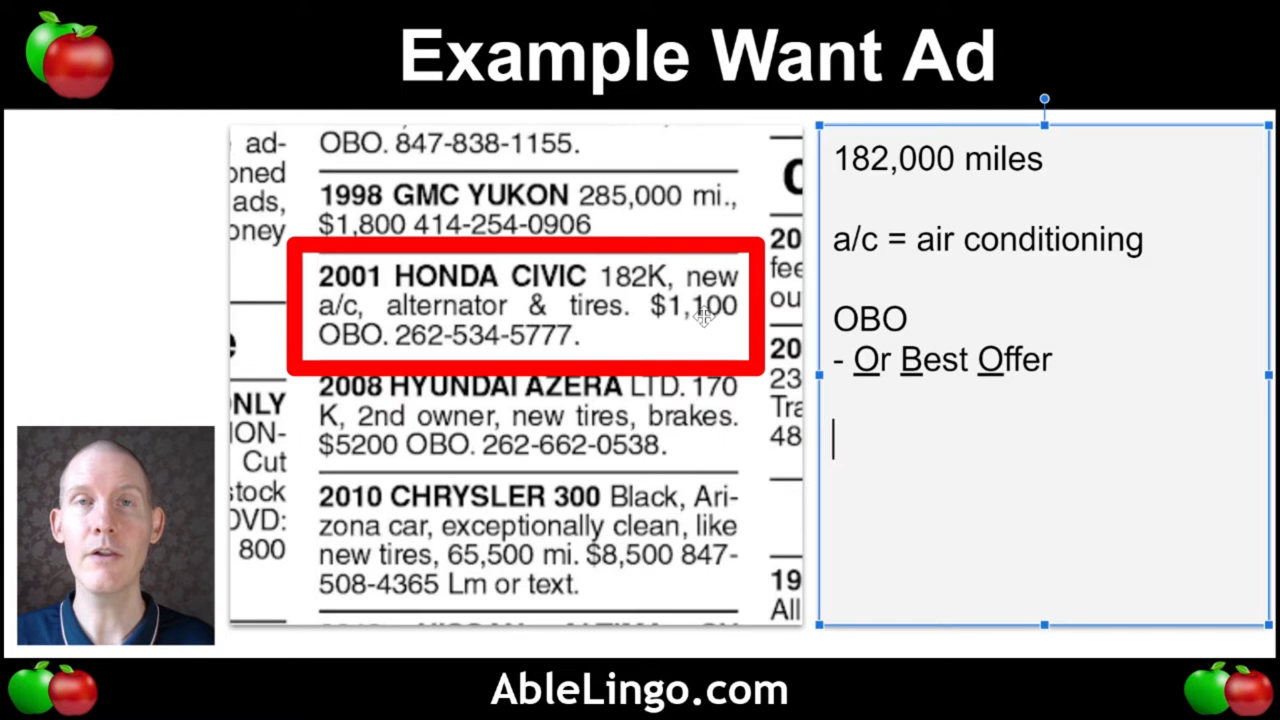 Example Want Ad
ad-
oned
ads,
oney
NLY
ION-
Cut
stock
DVD:
800
OBO. 847-838-1155.
1998 GMC YUKON 285,000 mi.,
$1,800 414-254-0906
2001 HONDA CIVIC 182K, new
a/c, alternator & tires. $1,100
OBO. 262-534-5777.
2008 HYUNDAI AZERA LTD. 170
K, 2nd owner, new tires, brakes.
$5200 OBO. 262-662-0538.
2010 CHRYSLER 300 Black, Ari-
zona car, exceptionally clean, like
new tires, 65,500 mi. $8,500 847-
508-4365 Lm or text.
20
fee
ou
20
23
Tra
48
19
All
182,000 miles
a/c = air conditioning
OBO
- Or Best Offer
AbleLingo.com